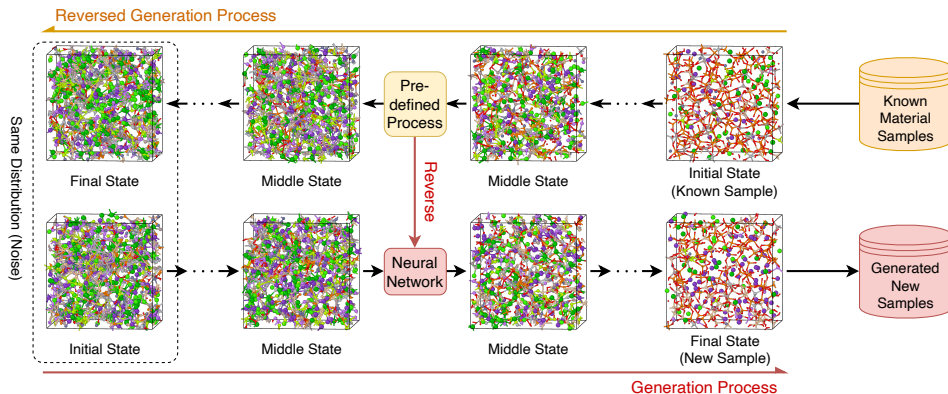 Reversed Generation Process
Same Distribution (Noise)
Final State
Middle State
Pre-
defined
Process
Middle State
Initial State
(Known Sample)
Known
Material
Samples
Reverse
Initial State
Middle State
Neural
Network
Middle State
Final State
(New Sample)
Generated
New
Samples
Generation Process